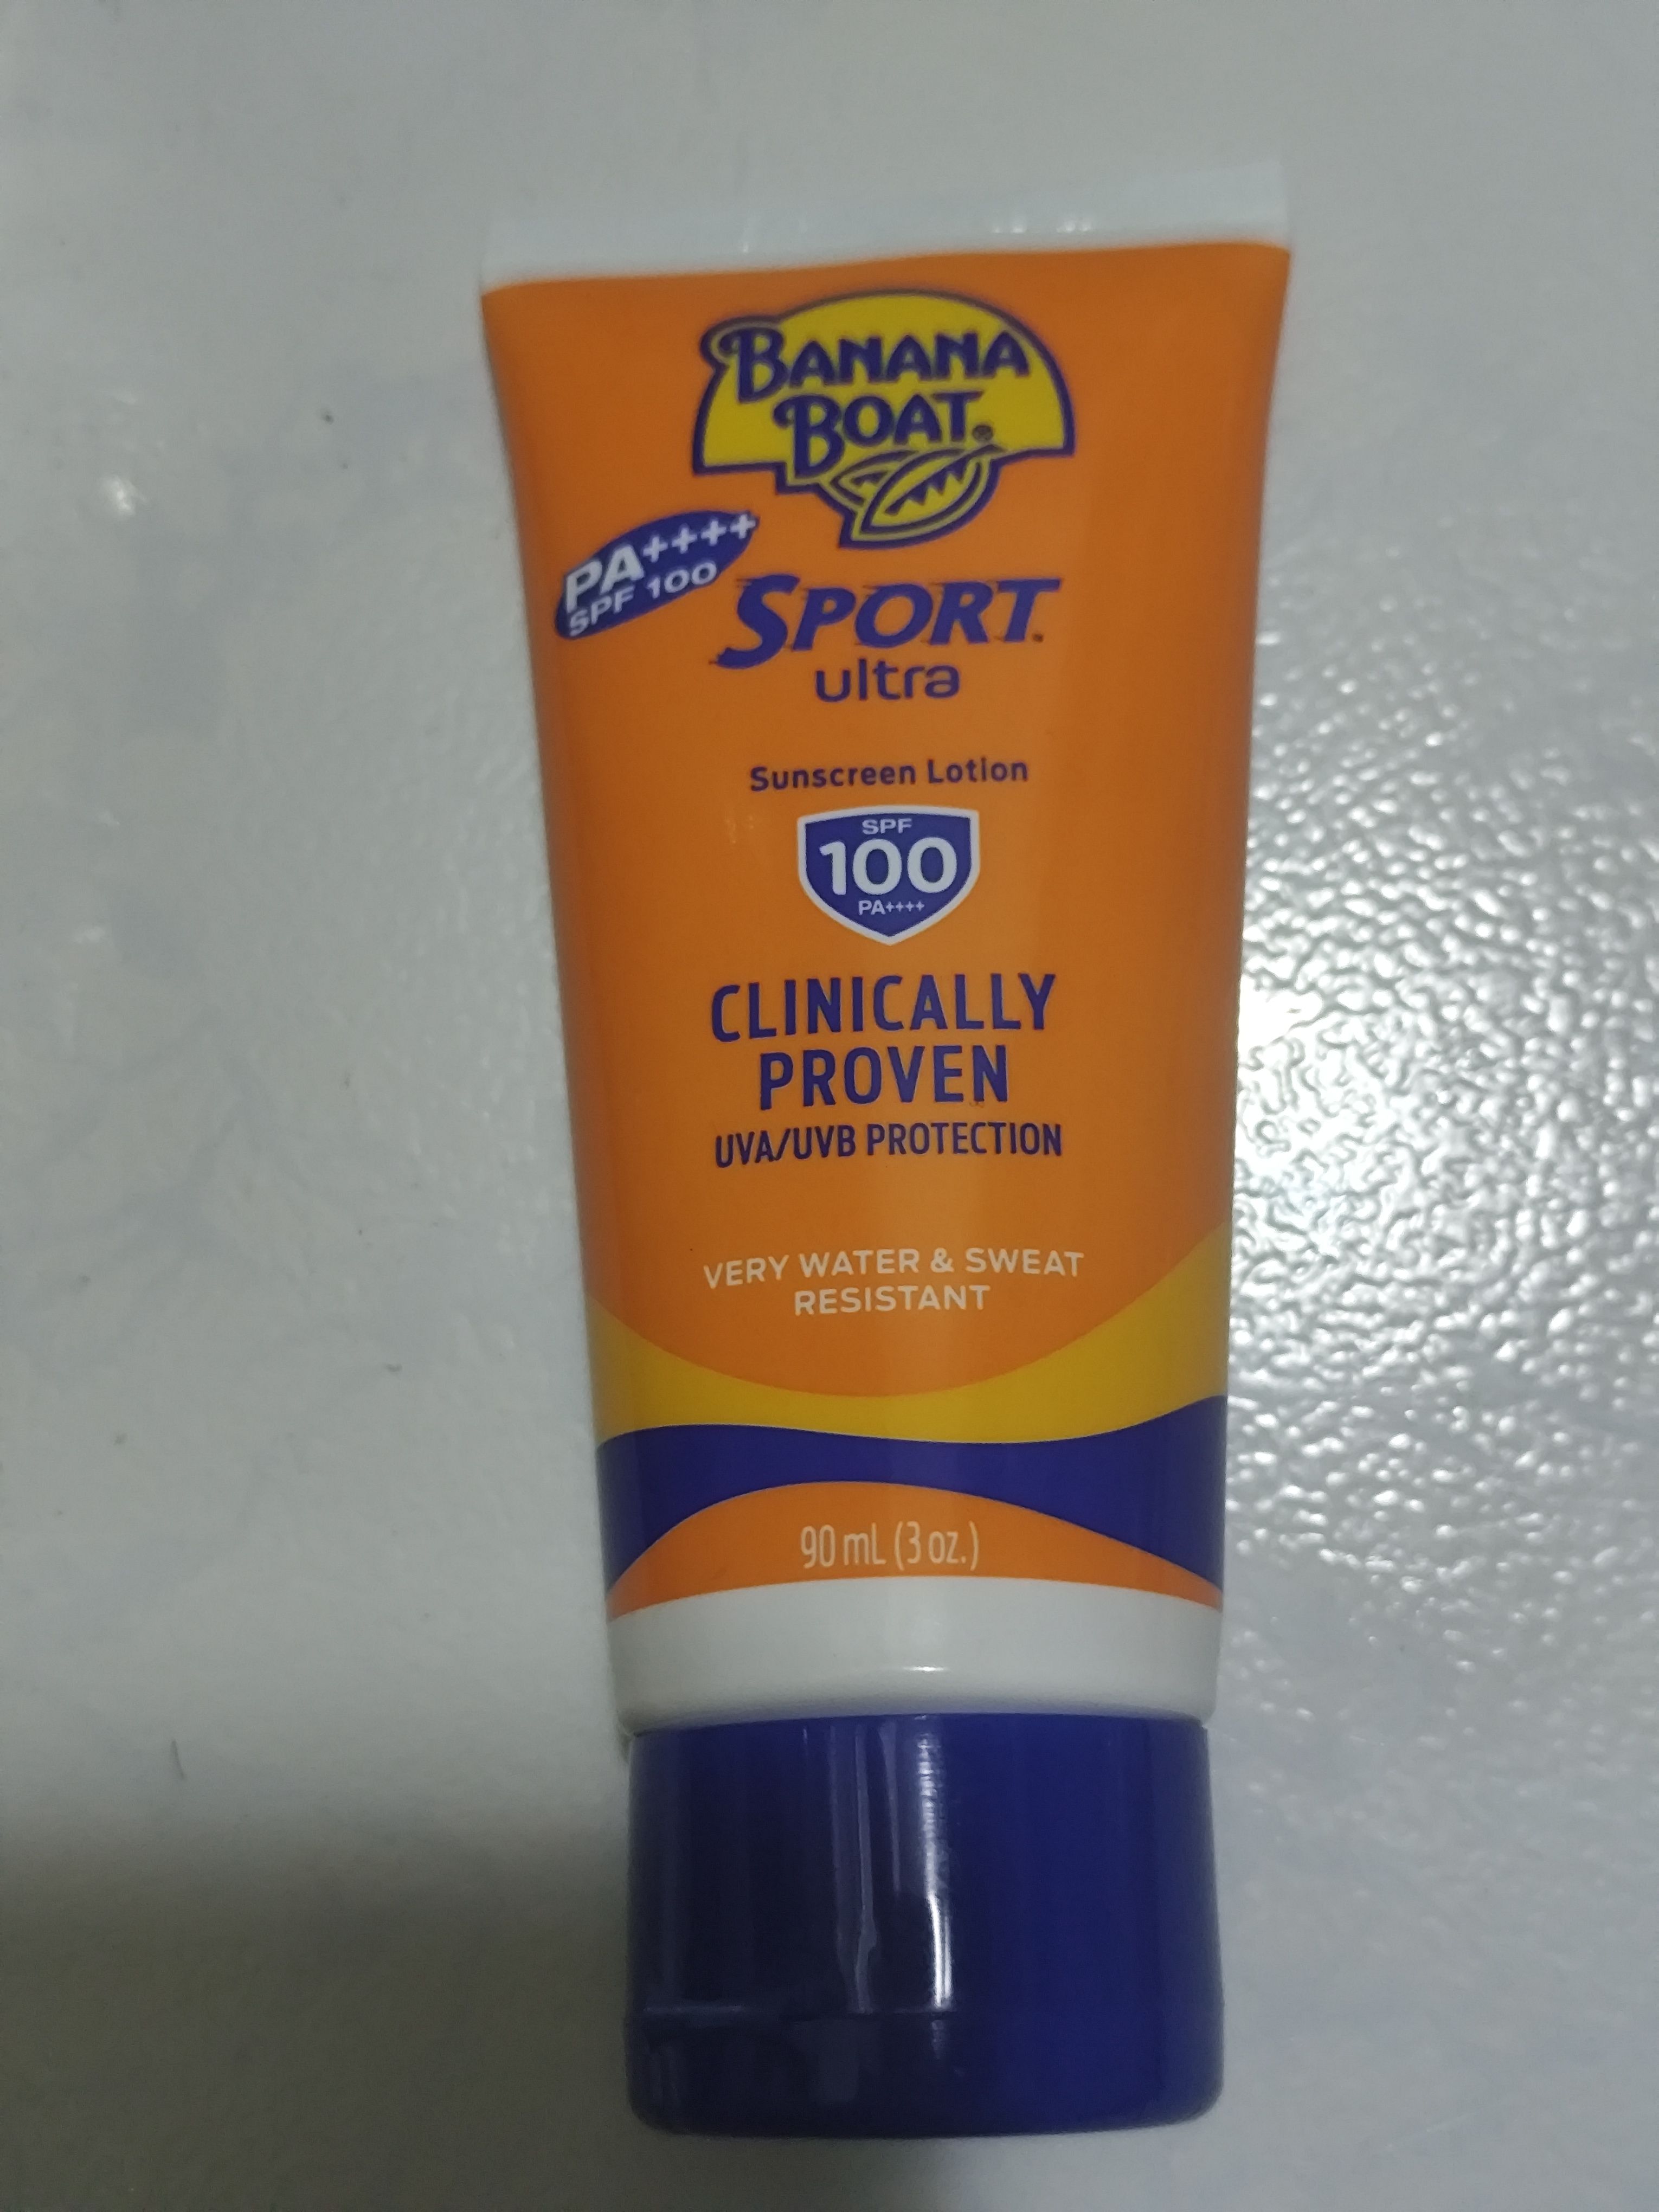 BANANA
BOAT®
PA++++
SPF 100
SPORT
ultra
Sunscreen Lotion
SPF
100
PA++++
CLINICALLY
PROVEN
UVA/UVB PROTECTION
VERY WATER & SWEAT
RESISTANT
90 mL (3 oz.)